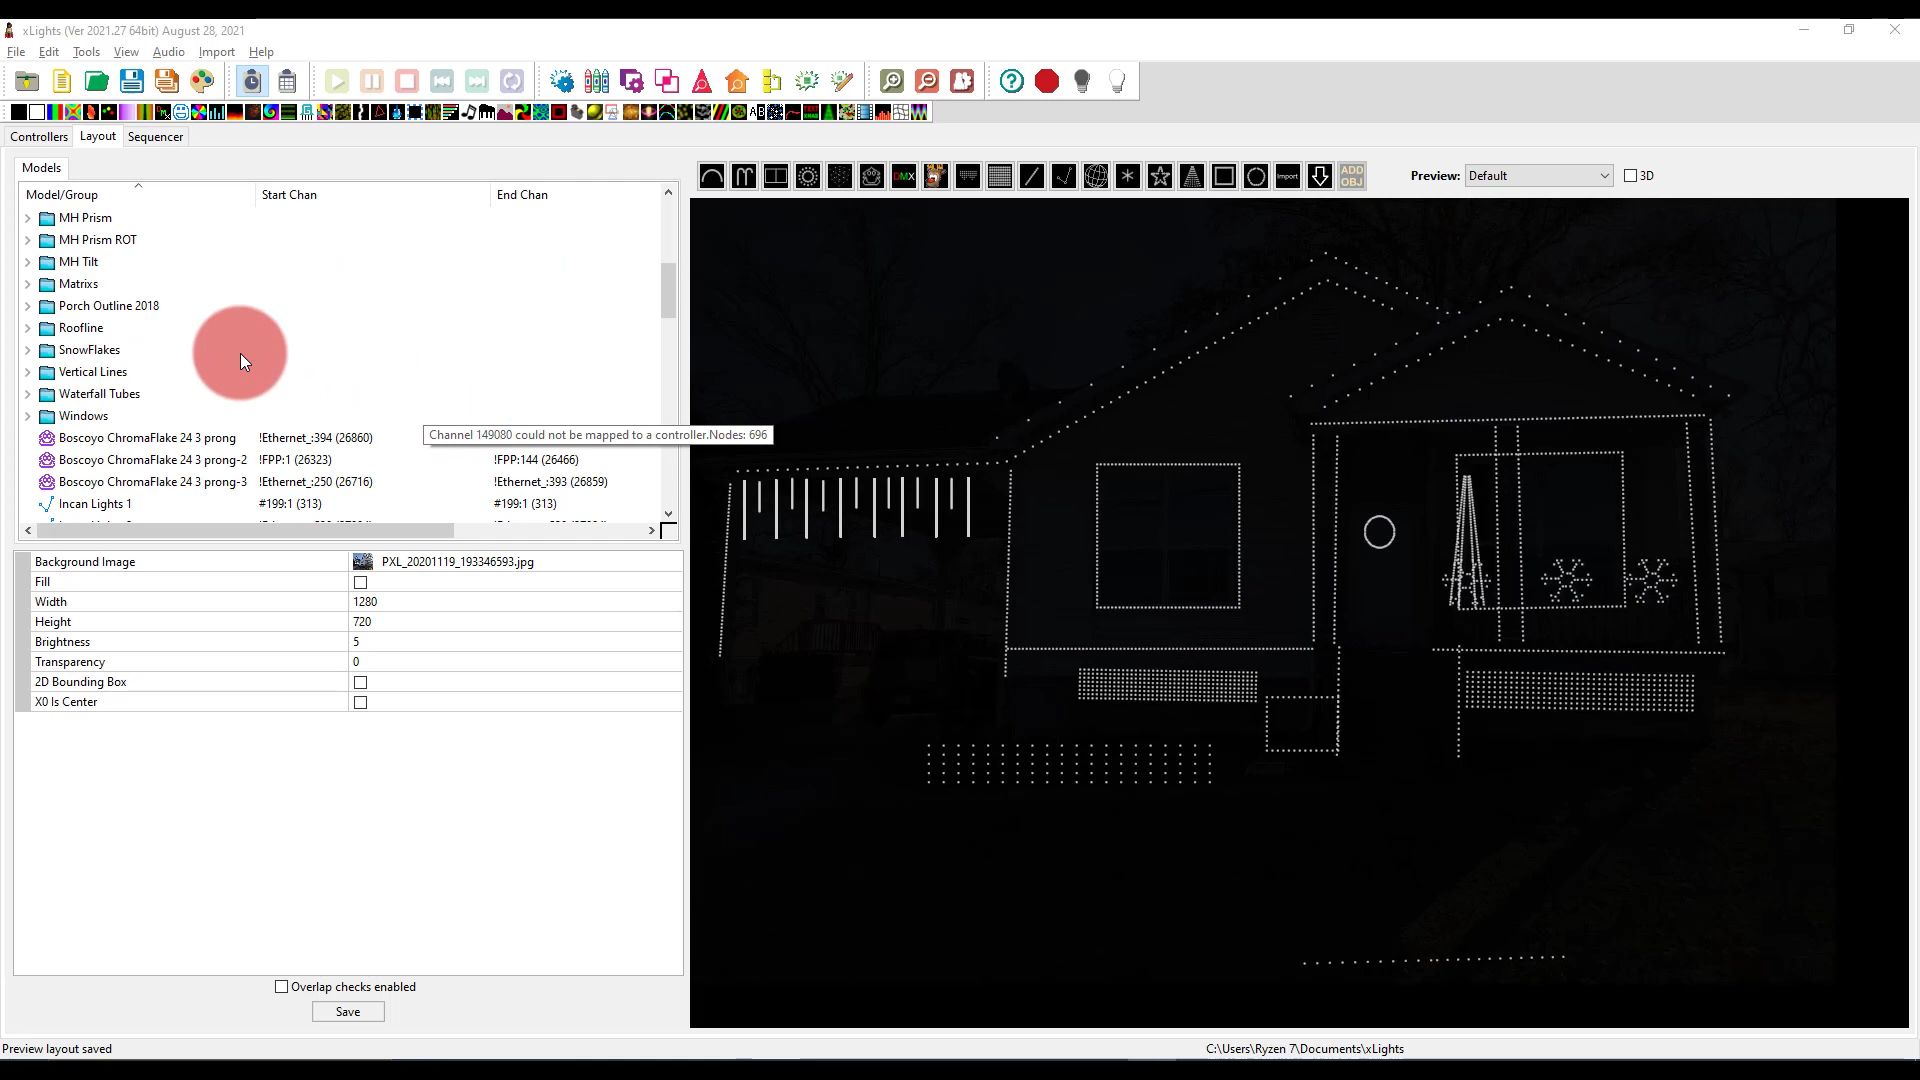 xLights (Ver 2021.27 64bit) August 28, 2021
File Edit Tools View Audio Import Help
Controllers Layout Sequencer
Models
Model/Group Start Chan End Chan
MH Prism
MH Prism ROT
MH Tilt
Matrixs
Porch Outline 2018
Roofline
SnowFlakes
Vertical Lines
Waterfall Tubes
Windows
Boscoyo ChromaFlake 24 3 prong !Ethernet_:394 (26860)
Channel 149080 could not be mapped to a controller.Nodes: 696
Boscoyo ChromaFlake 24 3 prong-2 !FPP:1 (26323) !FPP:144 (26466)
Boscoyo ChromaFlake 24 3 prong-3 !Ethernet_:250 (26716) !Ethernet_:393 (26859)
Incan Lights 1 #199:1 (313) #199:1 (313)
DMX
Import
ADD OBJ
Preview: Default 3D
Background Image PXL_20201119_193346593.jpg
Fill
Width 1280
Height 720
Brightness 5
Transparency 0
2D Bounding Box
X0 Is Center
Overlap checks enabled
Save
Preview layout saved
C:\Users\Ryzen 7\Documents\xLights